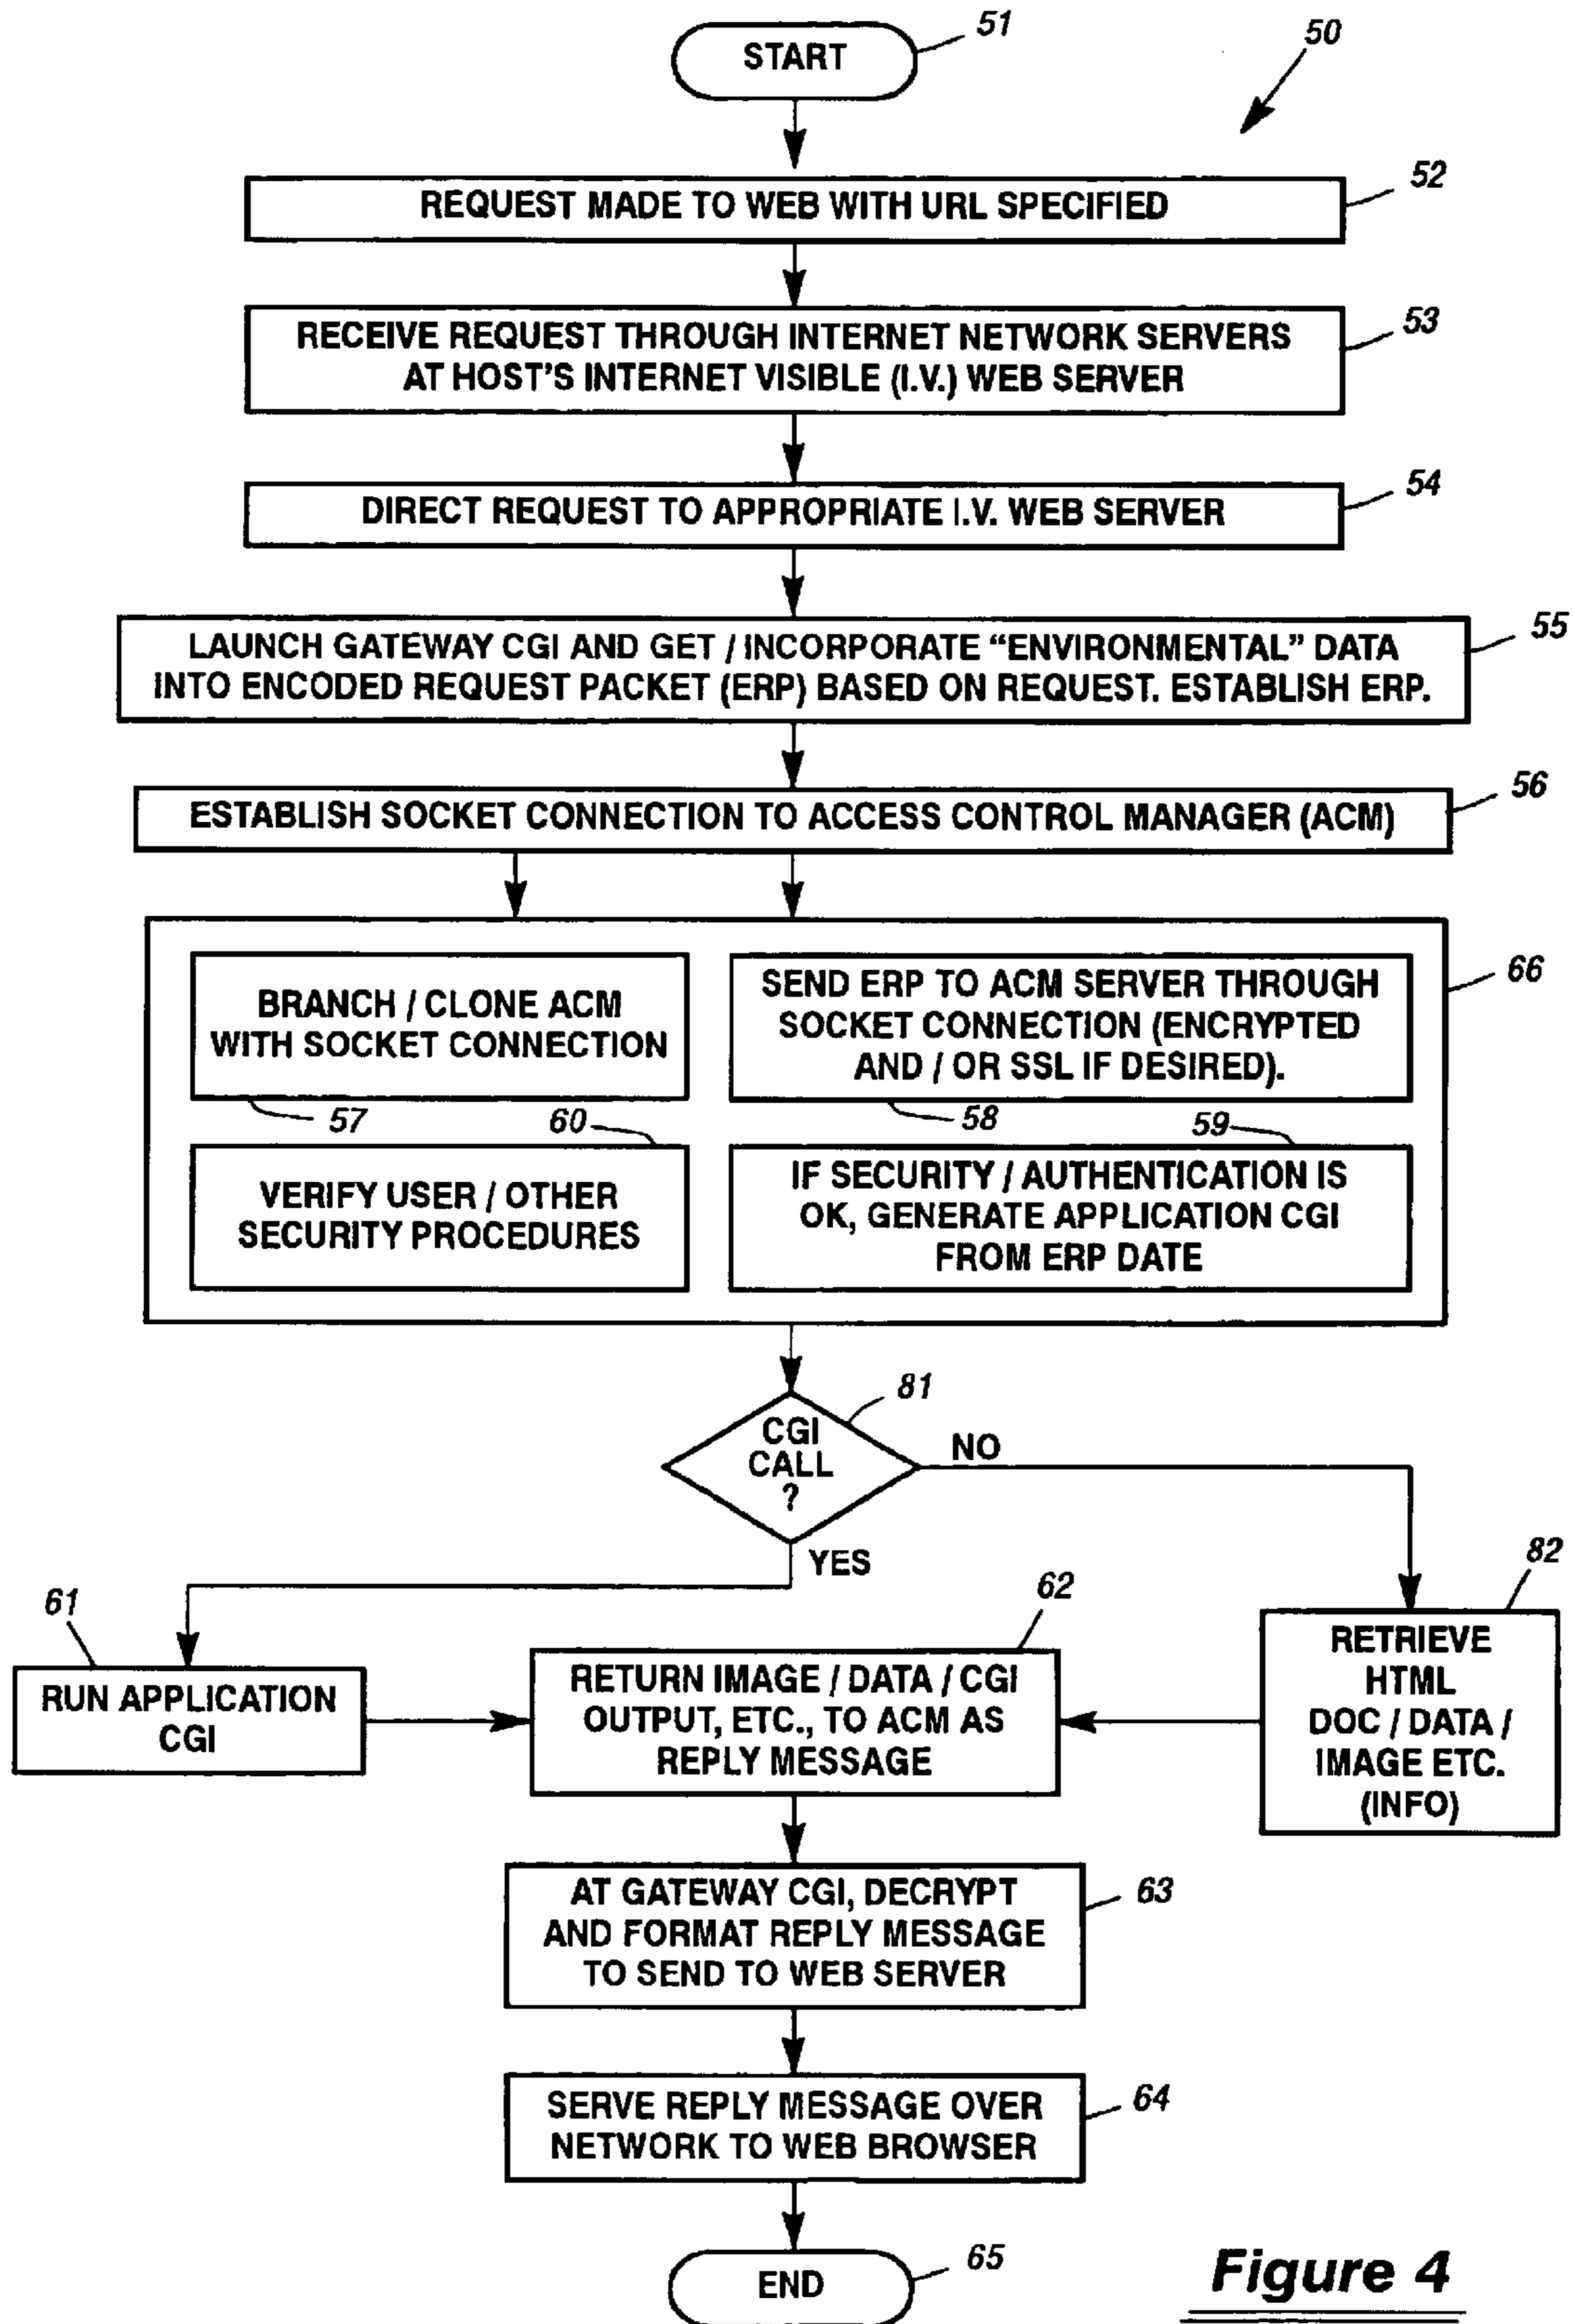 START
51
50
REQUEST MADE TO WEB WITH URL SPECIFIED
52
RECEIVE REQUEST THROUGH INTERNET NETWORK SERVERS
AT HOST'S INTERNET VISIBLE (I.V.) WEB SERVER
53
DIRECT REQUEST TO APPROPRIATE I.V. WEB SERVER
54
LAUNCH GATEWAY CGI AND GET / INCORPORATE “ENVIRONMENTAL” DATA
INTO ENCODED REQUEST PACKET (ERP) BASED ON REQUEST. ESTABLISH ERP.
55
ESTABLISH SOCKET CONNECTION TO ACCESS CONTROL MANAGER (ACM)
56
BRANCH / CLONE ACM
WITH SOCKET CONNECTION
57
SEND ERP TO ACM SERVER THROUGH
SOCKET CONNECTION (ENCRYPTED
AND / OR SSL IF DESIRED).
58
66
60
VERIFY USER / OTHER
SECURITY PROCEDURES
59
IF SECURITY / AUTHENTICATION IS
OK, GENERATE APPLICATION CGI
FROM ERP DATE
81
CGI
CALL
?
NO
YES
61
RUN APPLICATION
CGI
62
RETURN IMAGE / DATA / CGI
OUTPUT, ETC., TO ACM AS
REPLY MESSAGE
82
RETRIEVE
HTML
DOC / DATA /
IMAGE ETC.
(INFO)
AT GATEWAY CGI, DECRYPT
AND FORMAT REPLY MESSAGE
TO SEND TO WEB SERVER
63
SERVE REPLY MESSAGE OVER
NETWORK TO WEB BROWSER
64
END
65
Figure 4